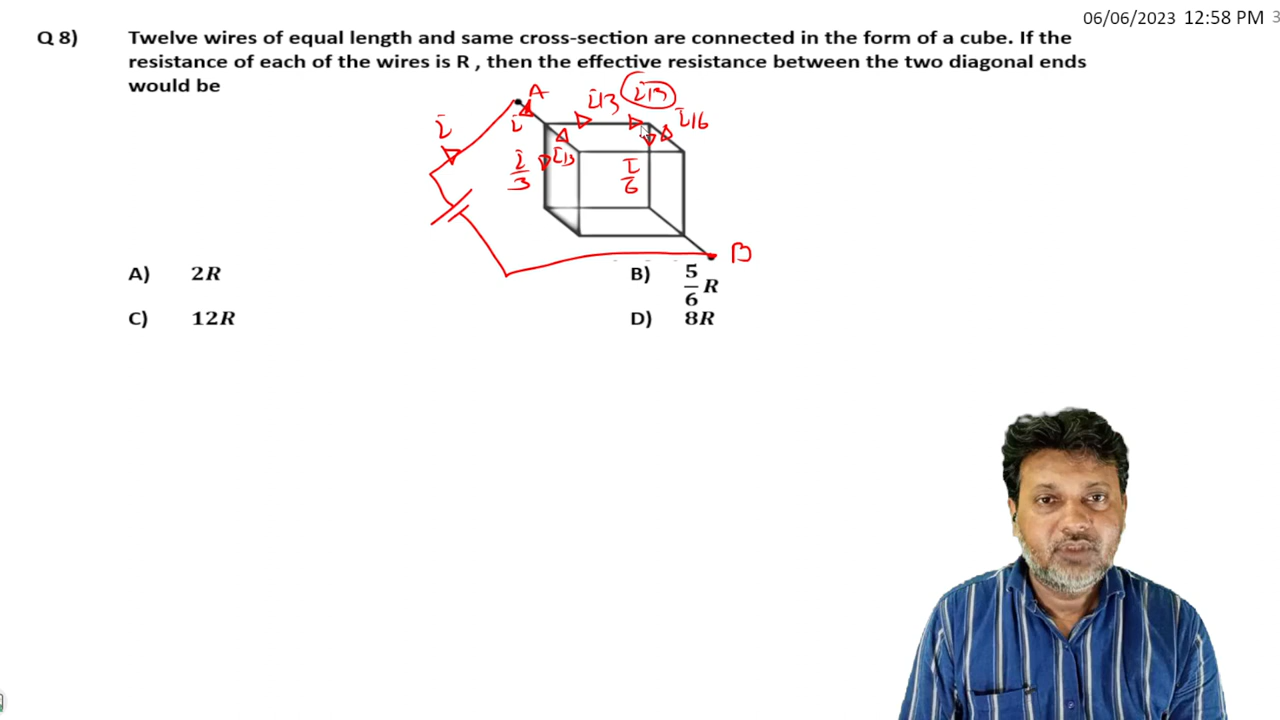 06/06/2023 12:58 PM 3
Q 8) Twelve wires of equal length and same cross-section are connected in the form of a cube. If the
resistance of each of the wires is R , then the effective resistance between the two diagonal ends
would be
A
i/3
i/3
i/6
i
i
i/3
i/3
i/6
B
A) 2R
B) 5/6 R
C) 12R
D) 8R